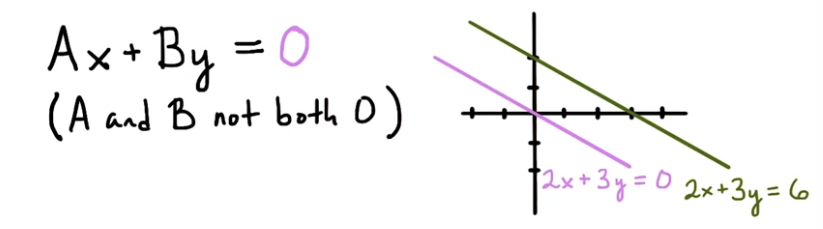 Ax + By = 0
(A and B not both 0)
2x + 3y = 0
2x + 3y = 6